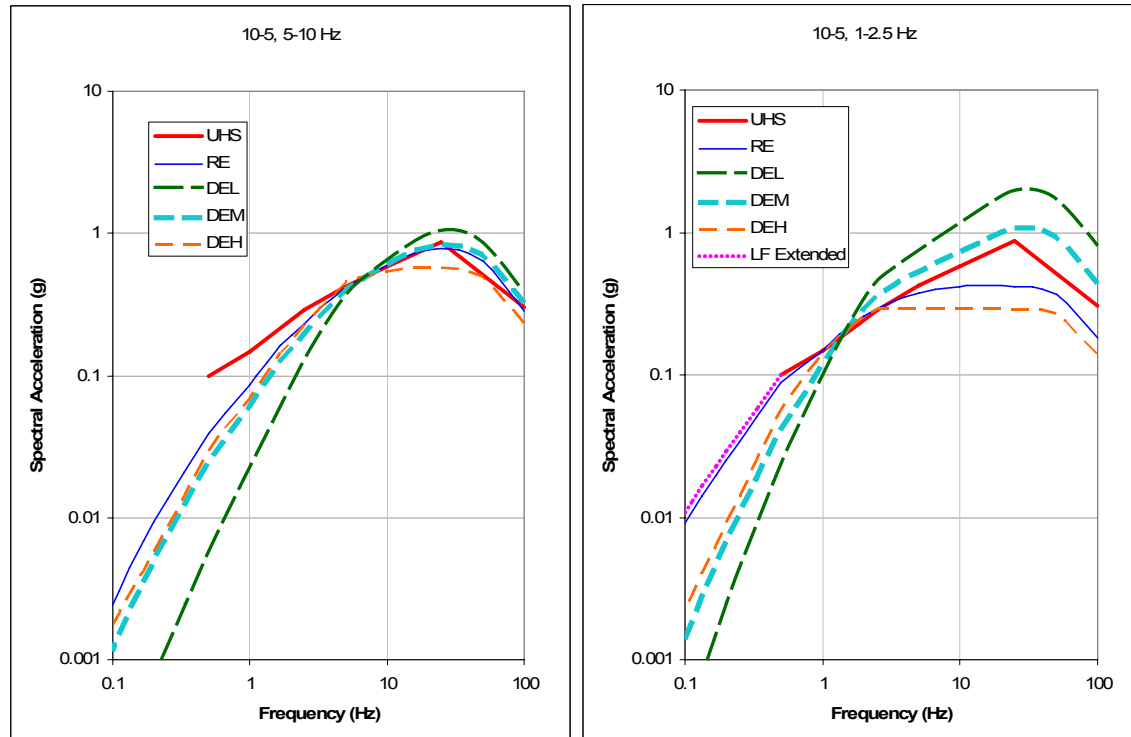 10-5, 5-10 Hz
10
1
0.1
0.01
0.001
Spectral Acceleration (g)
UHS
RE
DEL
DEM
DEH
0.1
1
10
100
Frequency (Hz)
10-5, 1-2.5 Hz
10
1
0.1
0.01
0.001
Spectral Acceleration (g)
UHS
RE
DEL
DEM
DEH
LF Extended
0.1
1
10
100
Frequency (Hz)